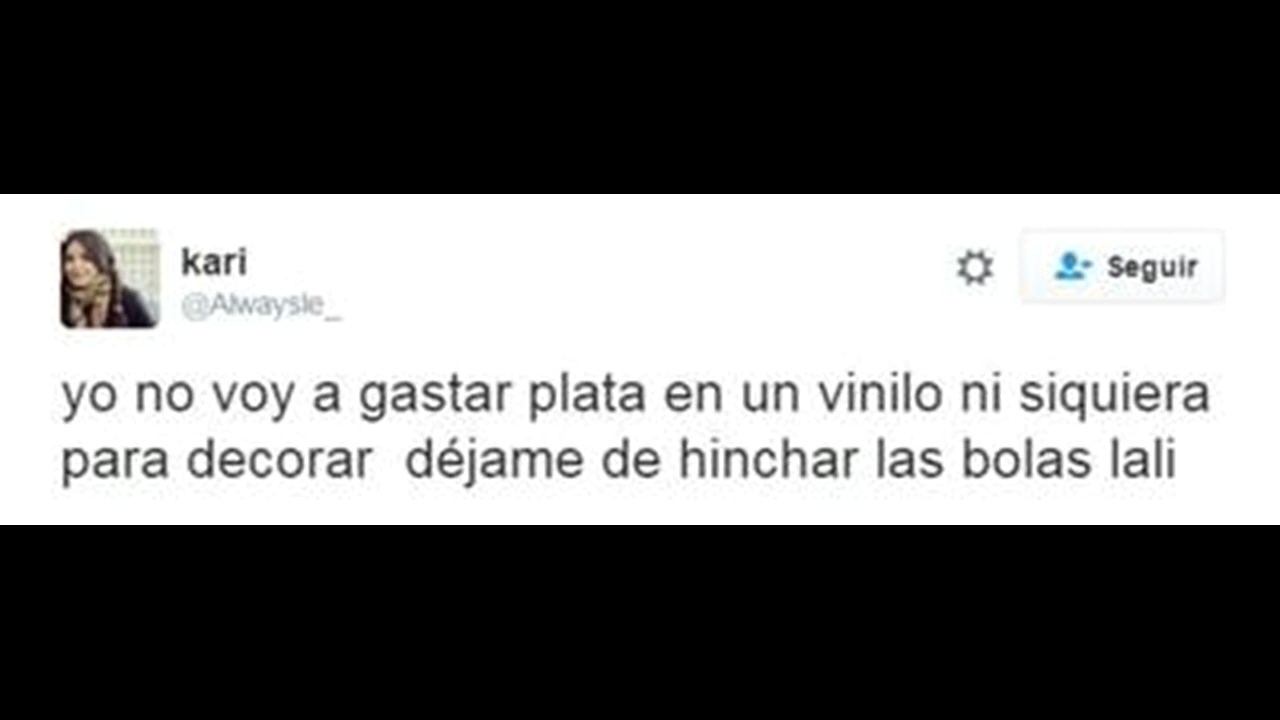 kari
Seguir
@Alwaysle_
yo no voy a gastar plata en un vinilo ni siquiera
para decorar  déjame de hinchar las bolas lali